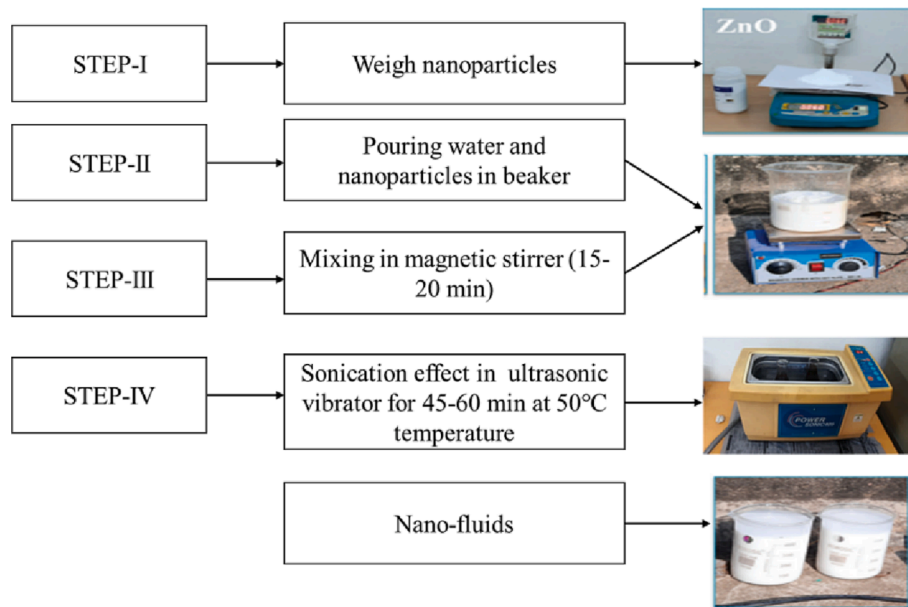 STEP-I
Weigh nanoparticles
ZnO
STEP-II
Pouring water and
nanoparticles in beaker
STEP-III
Mixing in magnetic stirrer (15-
20 min)
STEP-IV
Sonication effect in ultrasonic
vibrator for 45-60 min at 50°C
temperature
POWER
Nano-fluids